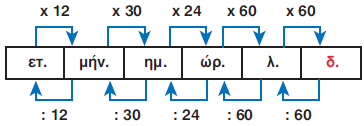 x 12 x 30 x 24 x 60 x 60
ετ. μήν. ημ. ώρ. λ. δ.
: 12 : 30 : 24 : 60 : 60